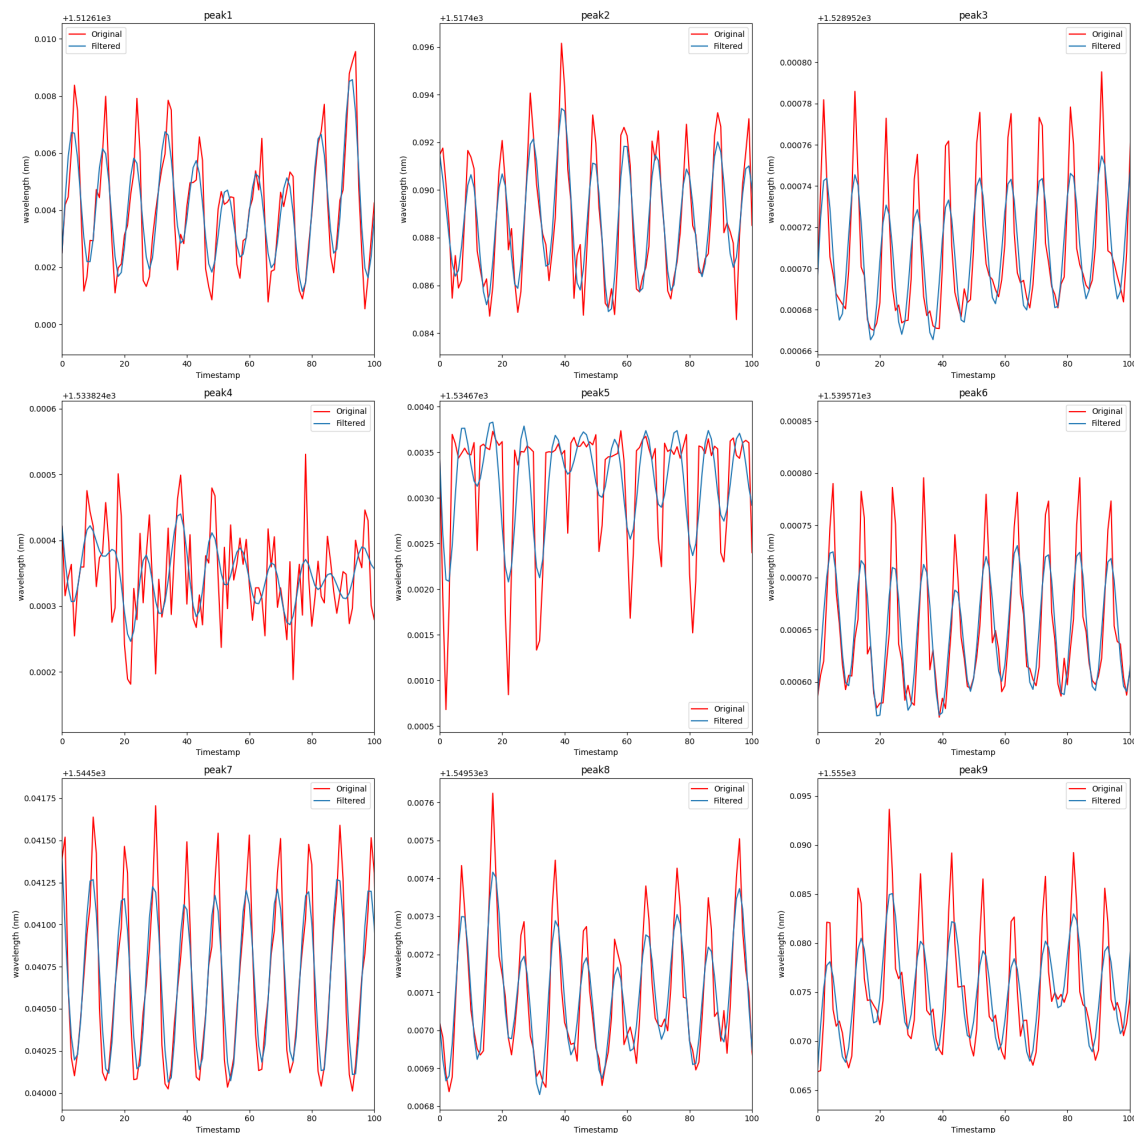 peak1
+1.51261e3
Original
Filtered
0.010
0.008
0.006
0.004
0.002
0.000
wavelength (nm)
0 20 40 60 80 100
Timestamp
peak2
+1.5174e3
Original
Filtered
0.096
0.094
0.092
0.090
0.088
0.086
0.084
wavelength (nm)
0 20 40 60 80 100
Timestamp
peak3
+1.528952e3
Original
Filtered
0.00080
0.00078
0.00076
0.00074
0.00072
0.00070
0.00068
0.00066
wavelength (nm)
0 20 40 60 80 100
Timestamp
peak4
+1.533824e3
Original
Filtered
0.0006
0.0005
0.0004
0.0003
0.0002
wavelength (nm)
0 20 40 60 80 100
Timestamp
peak5
+1.53467e3
0.0040
0.0035
0.0030
0.0025
0.0020
0.0015
0.0010
0.0005
wavelength (nm)
Original
Filtered
0 20 40 60 80 100
Timestamp
peak6
+1.539571e3
Original
Filtered
0.00085
0.00080
0.00075
0.00070
0.00065
0.00060
wavelength (nm)
0 20 40 60 80 100
Timestamp
peak7
+1.5445e3
Original
Filtered
0.04175
0.04150
0.04125
0.04100
0.04075
0.04050
0.04025
0.04000
wavelength (nm)
0 20 40 60 80 100
Timestamp
peak8
+1.54953e3
Original
Filtered
0.0076
0.0075
0.0074
0.0073
0.0072
0.0071
0.0070
0.0069
0.0068
wavelength (nm)
0 20 40 60 80 100
Timestamp
peak9
+1.555e3
Original
Filtered
0.095
0.090
0.085
0.080
0.075
0.070
0.065
wavelength (nm)
0 20 40 60 80 100
Timestamp